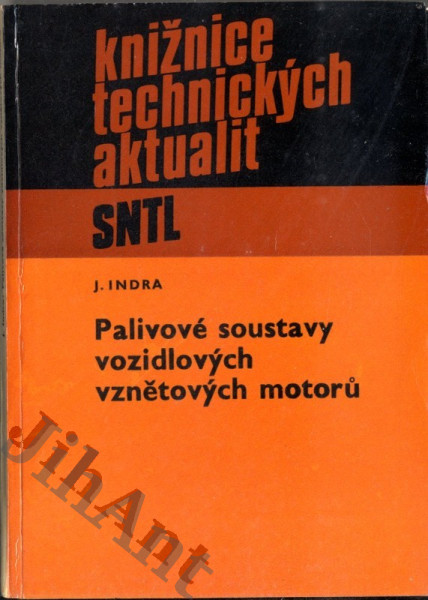 knižnice
technických
aktualit
SNTL
J. INDRA
Palivové soustavy
vozidlových
vznětových motorů
JihAnt